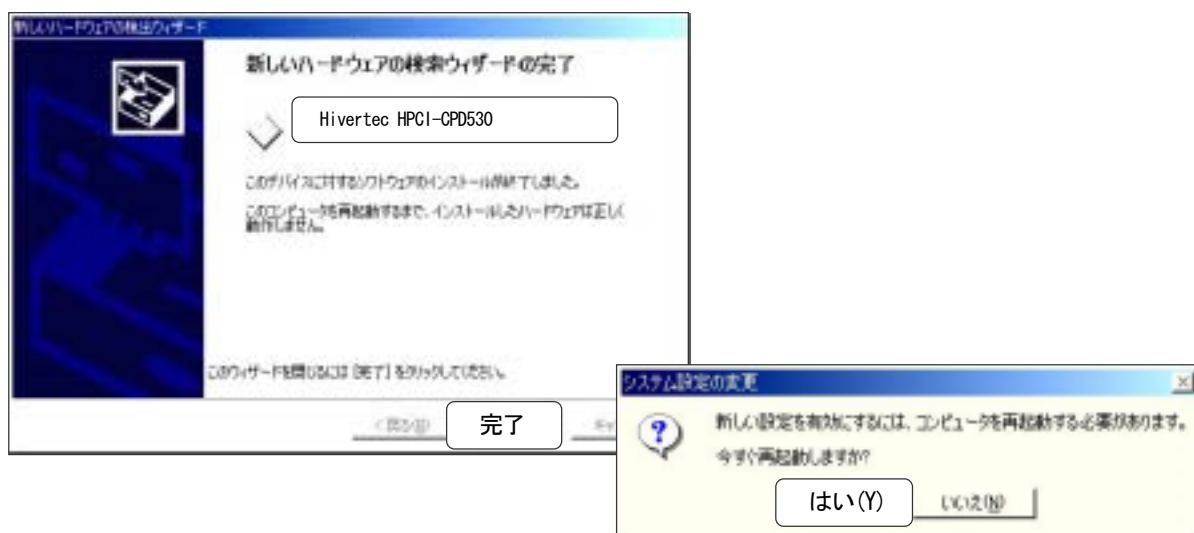 新しいハードウェアの検出ウィザード
新しいハードウェアの検索ウィザードの完了
Hivertec HPCI-CPD530
このデバイスに対するソフトウェアのインストールが終了しました。
このコンピュータを再起動するまで、インストールしたハードウェアは正しく
動作しません。
このウィザードを閉じるには [完了] をクリックしてください。
< 戻る(B)
完了
システム設定の変更
新しい設定を有効にするには、コンピュータを再起動する必要があります。
今すぐ再起動しますか?
はい(Y)
いいえ(N)